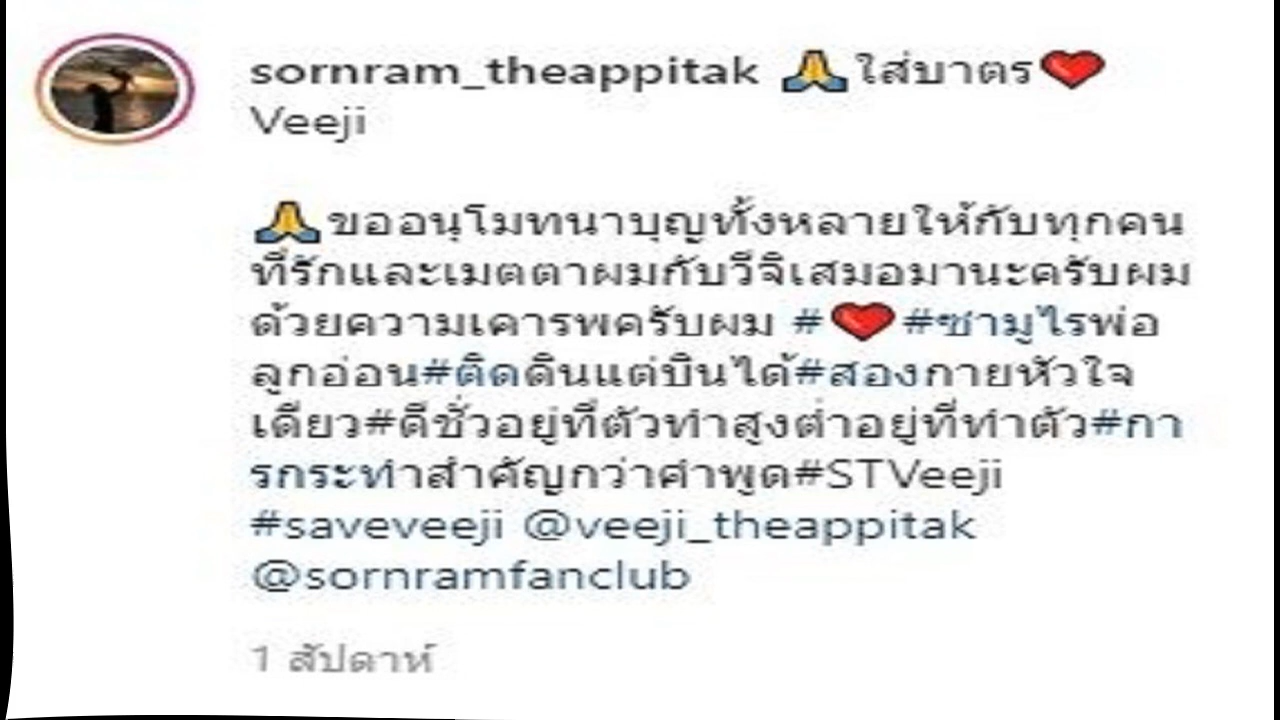 sornram_theappitak 🙏ใส่บาตร❤️
Veeji
🙏ขออนุโมทนาบุญทั้งหลายให้กับทุกคน
ที่รักและเมตตาผมกับวีจิเสมอมานะครับผม
ด้วยความเคารพครับผม #❤️#ซามูไรพ่อ
ลูกอ่อน#ติดดินแต่บินได้#สองกายหัวใจ
เดียว#ดีชั่วอยู่ที่ตัวทำสูงต่ำอยู่ที่ทำตัว#กา
รกระทำสำคัญกว่าคำพูด#STVeeji
#saveveeji @veeji_theappitak
@sornramfanclub
1 สัปดาห์